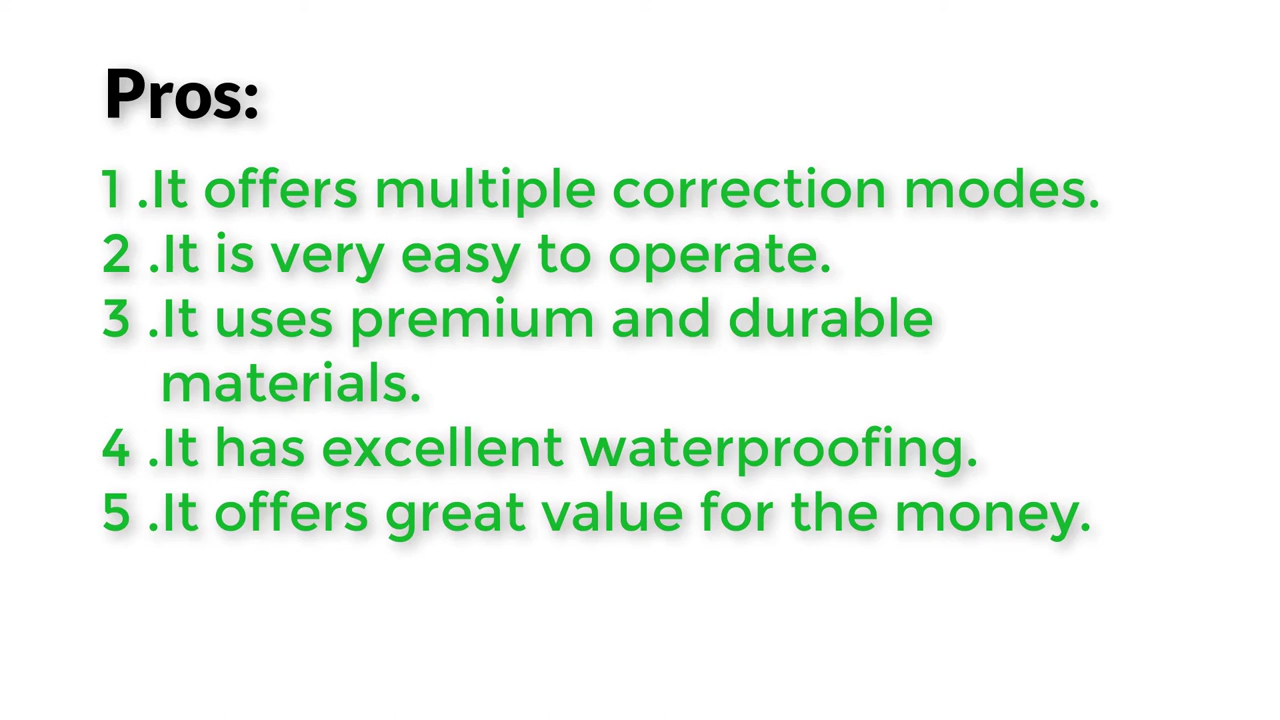 Pros:
1 .It offers multiple correction modes.
2 .It is very easy to operate.
3 .It uses premium and durable
materials.
4 .It has excellent waterproofing.
5 .It offers great value for the money.